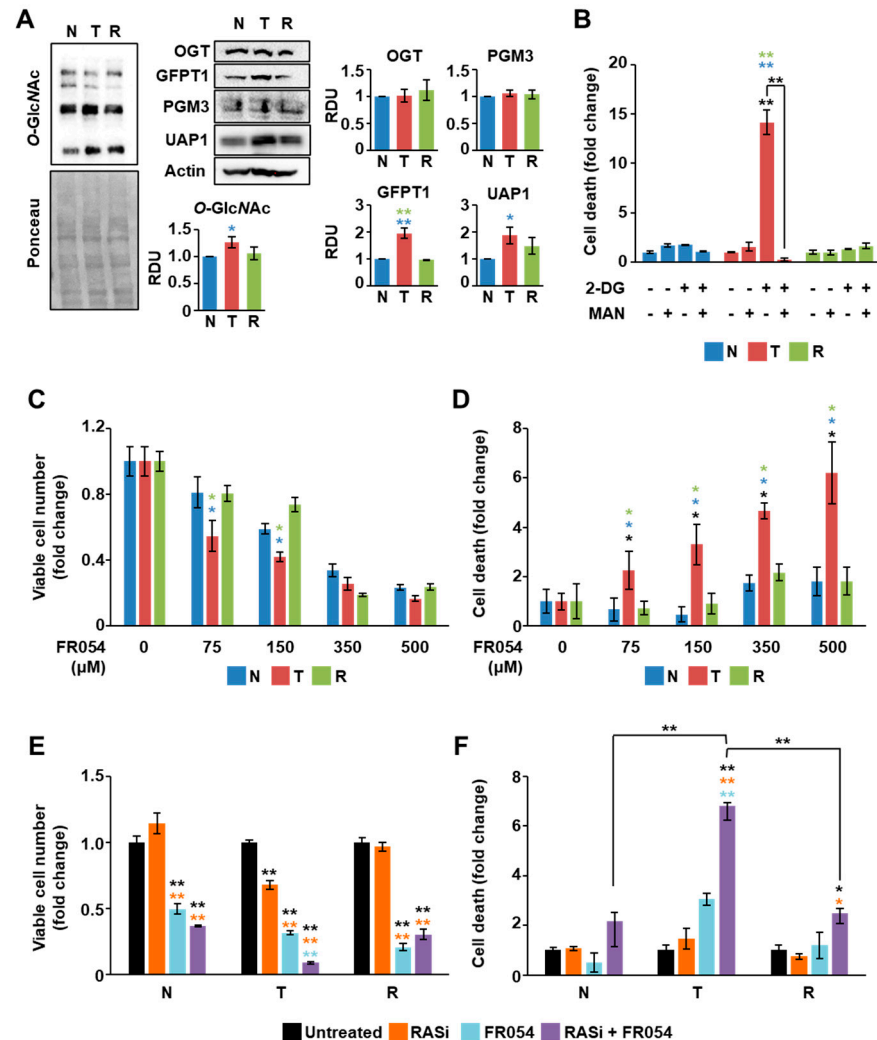 A
N T R
O-GlcNAc
Ponceau
N T R
OGT
GFPT1
PGM3
UAP1
Actin
O-GlcNAc
RDU
1.5
1.0
0.5
0
*
N T R
OGT
RDU
1.5
1
0.5
0
N T R
PGM3
1.5
1
0.5
0
N T R
GFPT1
RDU
3
2
1
0
**
**
N T R
UAP1
3
2
1
0
*
N T R
B
Cell death (fold change)
20
15
10
5
0
**
**
**
**
2-DG - - + + - - + + - - + +
MAN - + - + - + - + - + - +
N T R
C
Viable cell number
(fold change)
1.2
0.8
0.4
0
*
*
*
*
FR054
(µM)
0 75 150 350 500
N T R
D
Cell death (fold change)
8
6
4
2
0
*
*
*
*
*
*
*
*
*
*
*
*
FR054
(µM)
0 75 150 350 500
N T R
E
Viable cell number
(fold change)
1.5
1.0
0.5
0
**
**
**
**
**
**
**
**
**
**
**
**
**
**
N T R
F
Cell death (fold change)
8
6
4
2
0
**
**
**
**
**
*
*
N T R
Untreated RASi FR054 RASi + FR054